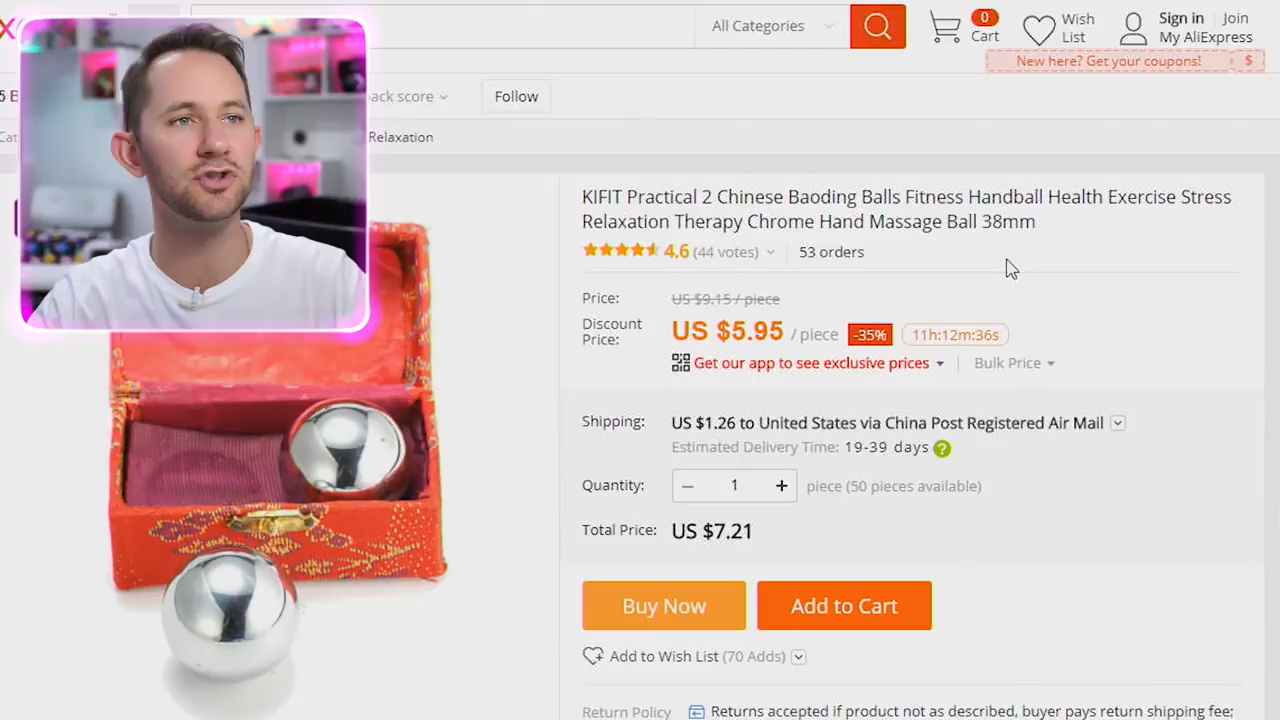 All Categories
0
Cart
Wish
List
Sign in
Join
My AliExpress
New here? Get your coupons!
$
score
Follow
Relaxation
KIFIT Practical 2 Chinese Baoding Balls Fitness Handball Health Exercise Stress
Relaxation Therapy Chrome Hand Massage Ball 38mm
4.6 (44 votes)
53 orders
Price:
US $9.15 / piece
Discount
Price:
US $5.95 / piece
-35%
11h:12m:36s
Get our app to see exclusive prices
Bulk Price
Shipping:
US $1.26 to United States via China Post Registered Air Mail
Estimated Delivery Time: 19-39 days ?
Quantity:
1
piece (50 pieces available)
Total Price:
US $7.21
Buy Now
Add to Cart
Add to Wish List (70 Adds)
Return Policy
Returns accepted if product not as described, buyer pays return shipping fee;